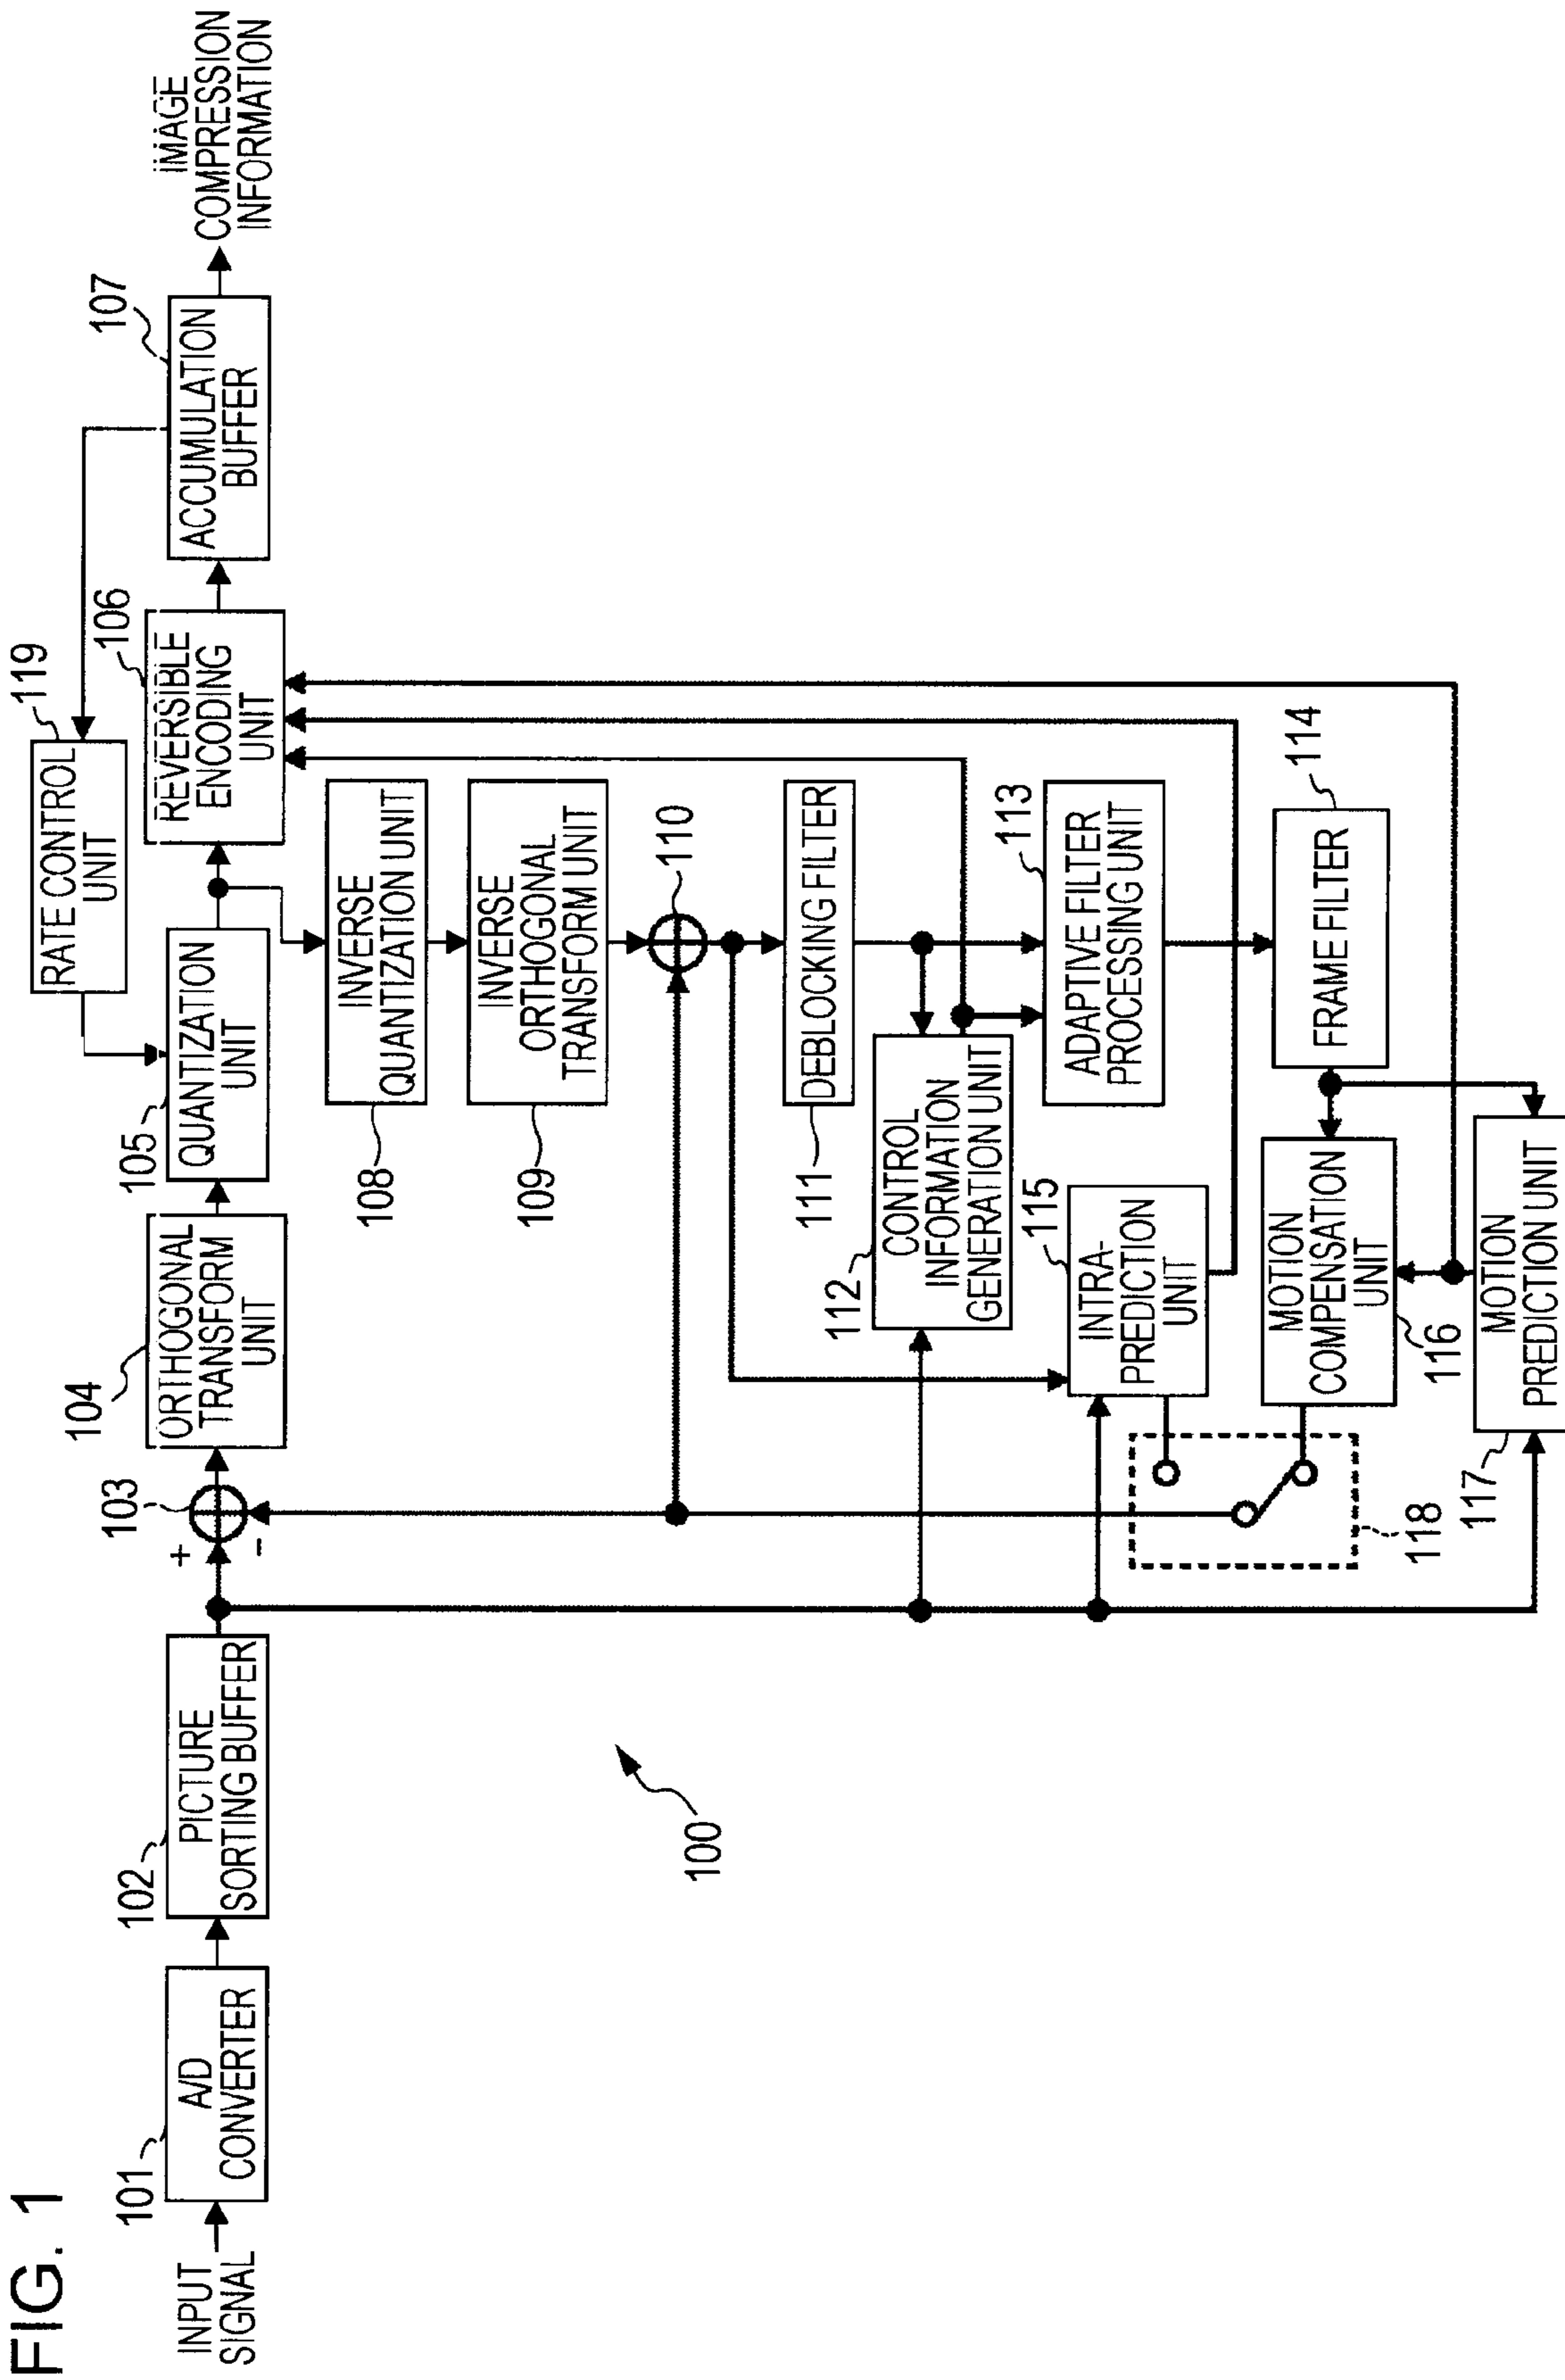 FIG. 1
INPUT
SIGNAL
101
A/D
CONVERTER
102
PICTURE
SORTING BUFFER
103
+
-
104
ORTHOGONAL
TRANSFORM
UNIT
105
QUANTIZATION
UNIT
119
RATE CONTROL
UNIT
106
REVERSIBLE
ENCODING
UNIT
107
ACCUMULATION
BUFFER
IMAGE
COMPRESSION
INFORMATION
108
INVERSE
QUANTIZATION UNIT
109
INVERSE
ORTHOGONAL
TRANSFORM UNIT
110
111
DEBLOCKING FILTER
112
CONTROL
INFORMATION
GENERATION UNIT
113
ADAPTIVE FILTER
PROCESSING UNIT
114
FRAME FILTER
115
INTRA-
PREDICTION
UNIT
116
MOTION
COMPENSATION
UNIT
117
MOTION
PREDICTION UNIT
118
100